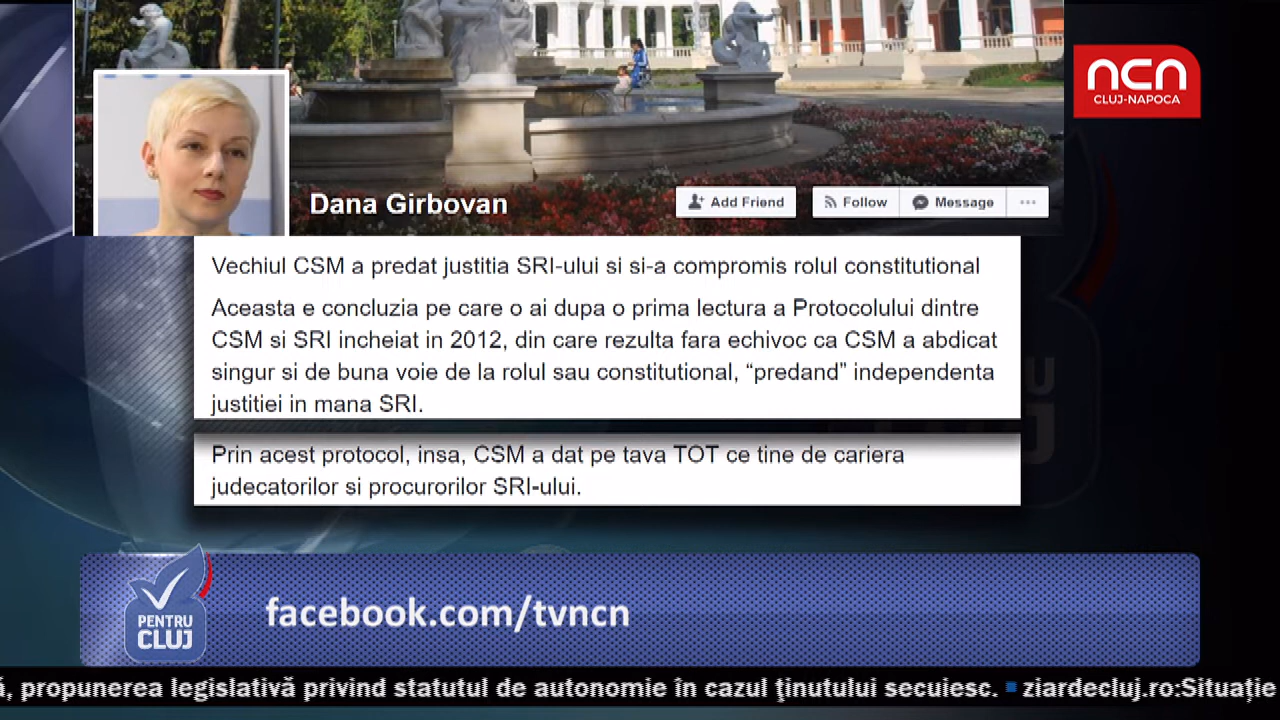 ncn
CLUJ-NAPOCA
Dana Girbovan
Add Friend
Follow
Message
Vechiul CSM a predat justitia SRI-ului si si-a compromis rolul constitutional
Aceasta e concluzia pe care o ai dupa o prima lectura a Protocolului dintre
CSM si SRI incheiat in 2012, din care rezulta fara echivoc ca CSM a abdicat
singur si de buna voie de la rolul sau constitutional, “predand” independenta
justitiei in mana SRI.
Prin acest protocol, insa, CSM a dat pe tava TOT ce tine de cariera
judecatorilor si procurorilor SRI-ului.
PENTRU
CLUJ
facebook.com/tvncn
, propunerea legislativă privind statutul de autonomie în cazul ţinutului secuiesc. ziardecluj.ro:Situație